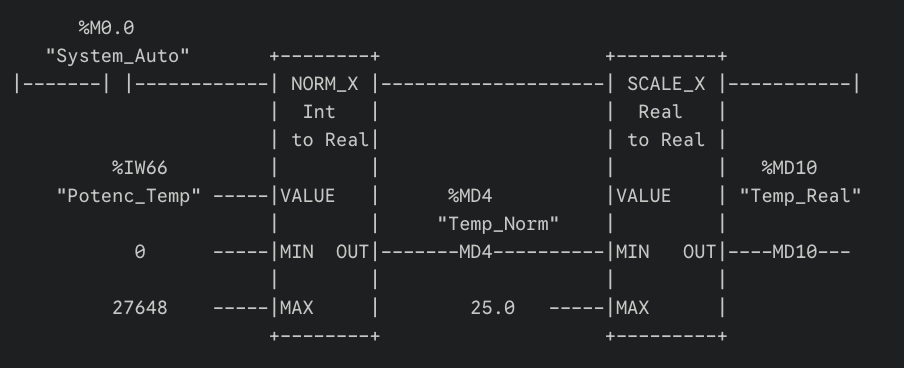 %M0.0
"System_Auto" +--------+ +---------+
|-------| |------------| NORM_X |--------------------| SCALE_X |-----------|
| Int | | Real |
| to Real| | to Real |
%IW66 | | | | %MD10
"Potenc_Temp" -----|VALUE | %MD4 |VALUE | "Temp_Real"
| | "Temp_Norm" | |
0 -----|MIN OUT|-------MD4----------|MIN OUT|----MD10---
| | | |
27648 -----|MAX | 25.0 -----|MAX |
+--------+ +---------+